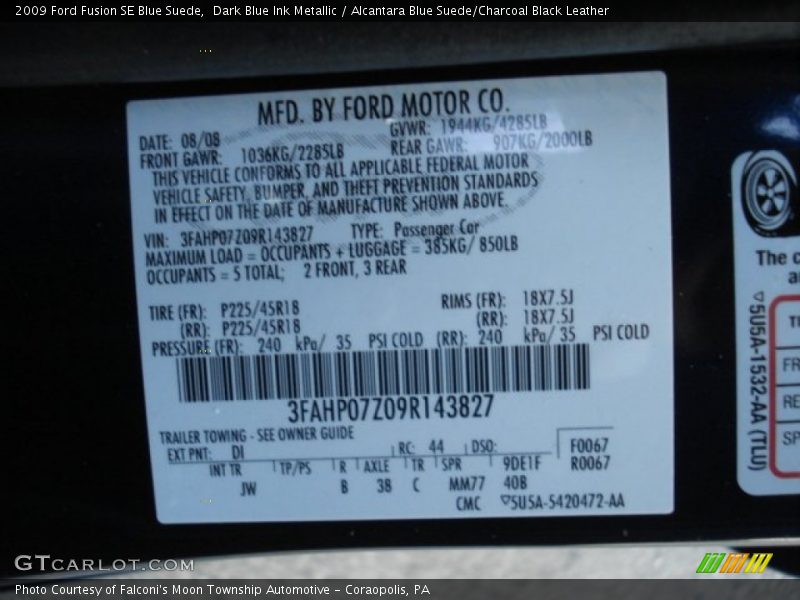 2009 Ford Fusion SE Blue Suede,  Dark Blue Ink Metallic / Alcantara Blue Suede/Charcoal Black Leather
MFD. BY FORD MOTOR CO.
DATE: 08/08 GVWR: 1944KG/4285LB
FRONT GAWR: 1036KG/2285LB REAR GAWR: 907KG/2000LB
THIS VEHICLE CONFORMS TO ALL APPLICABLE FEDERAL MOTOR
VEHICLE SAFETY, BUMPER, AND THEFT PREVENTION STANDARDS
IN EFFECT ON THE DATE OF MANUFACTURE SHOWN ABOVE.
VIN: 3FAHP07Z09R143827 TYPE: Passenger Car
MAXIMUM LOAD = OCCUPANTS + LUGGAGE = 385KG/ 850LB
OCCUPANTS = 5 TOTAL; 2 FRONT, 3 REAR
TIRE (FR): P225/45R18 RIMS (FR): 18X7.5J
(RR): P225/45R18 (RR): 18X7.5J
PRESSURE (FR): 240 kPa/ 35 PSI COLD (RR): 240 kPa/ 35 PSI COLD
3FAHP07Z09R143827
TRAILER TOWING - SEE OWNER GUIDE
EXT PNT: DI RC: 44 DSO: F0067
INT TR TP/PS R AXLE TR SPR 9DE1F R0067
JW B 38 C MM77 40B
CMC ▽5U5A-5420472-AA
The c
a
▽5U5A-1532-AA (TLU)
TI
FR
RE
SP
GTCARLOT.COM
Photo Courtesy of Falconi's Moon Township Automotive - Coraopolis, PA